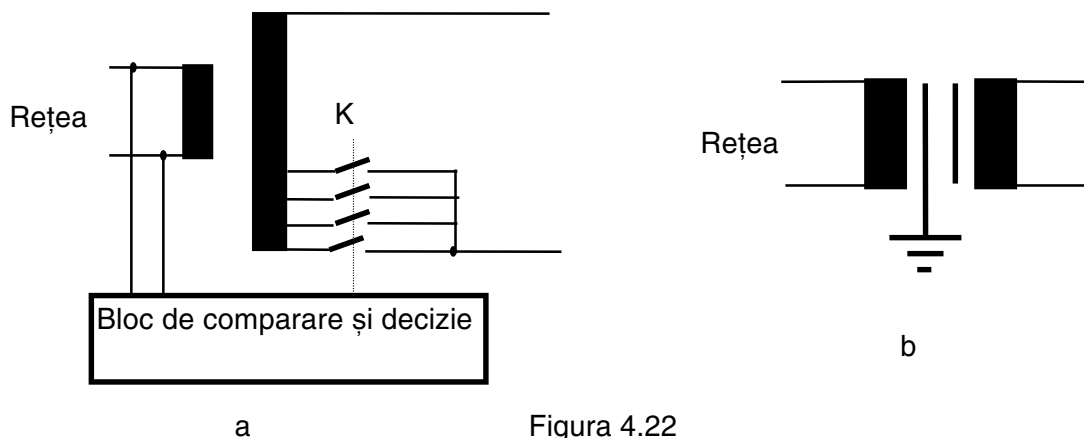 K
Rețea
Rețea
Bloc de comparare și decizie
b
a
Figura 4.22